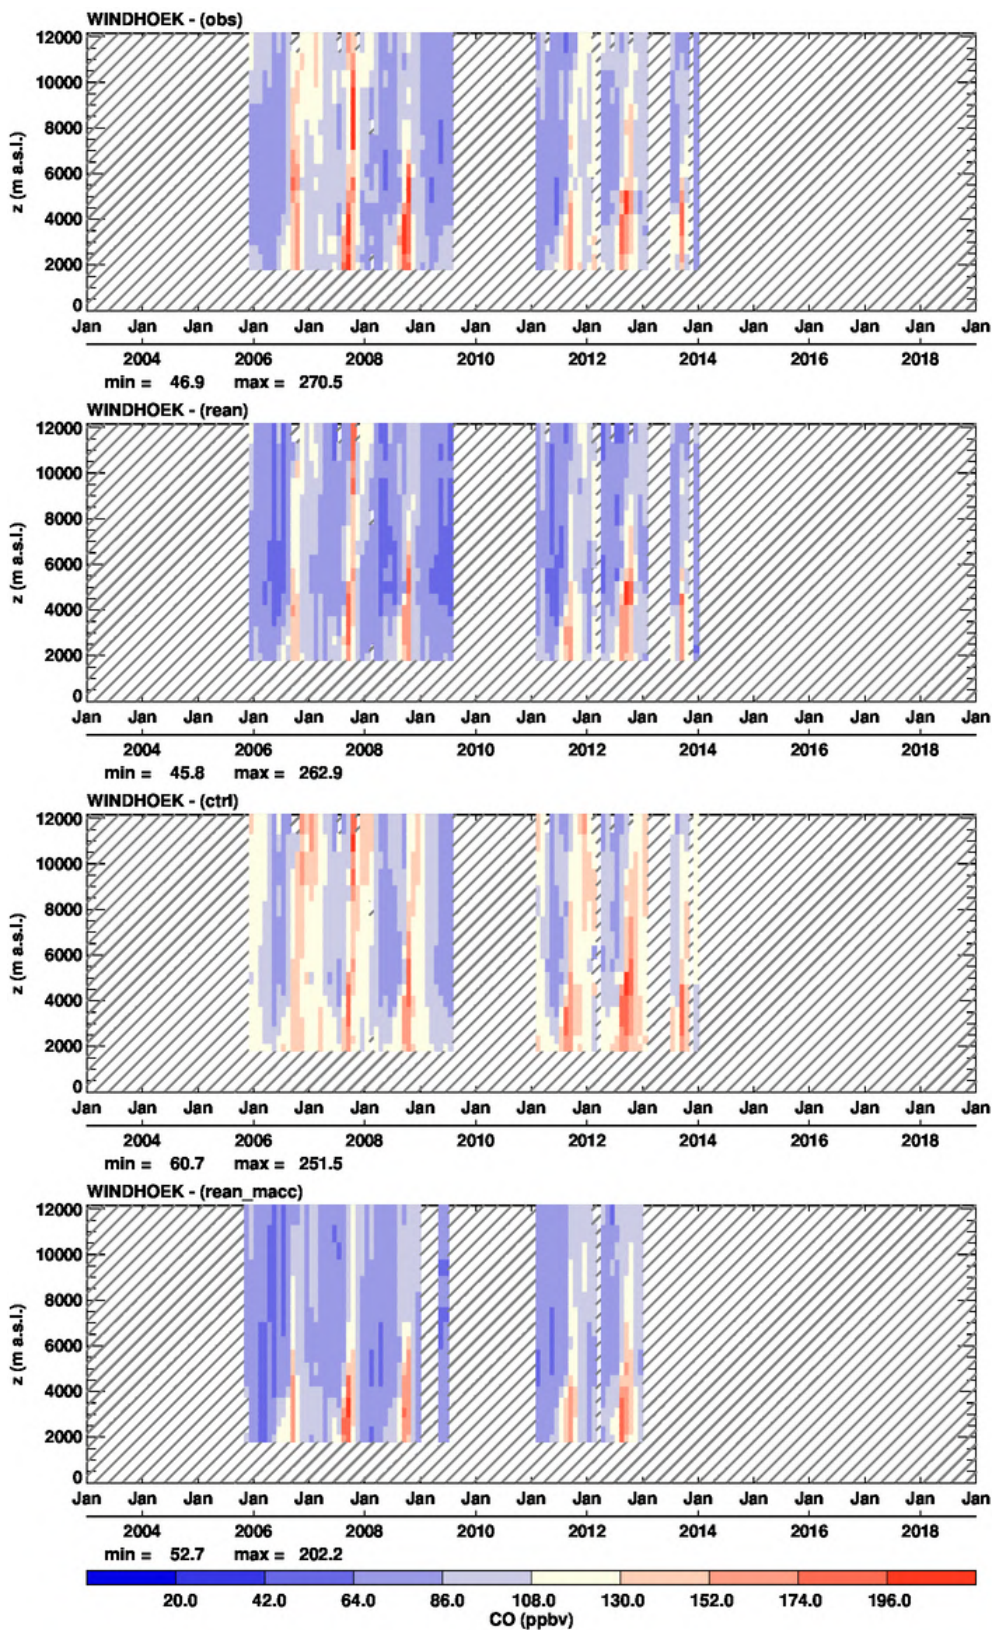 WINDHOEK - (obs)
12000
10000
8000
6000
4000
2000
0
z (m a.s.l.)
Jan Jan Jan Jan Jan Jan Jan Jan Jan Jan Jan Jan Jan Jan Jan Jan Jan
2004 2006 2008 2010 2012 2014 2016 2018
min = 46.9 max = 270.5
WINDHOEK - (rean)
12000
10000
8000
6000
4000
2000
0
z (m a.s.l.)
Jan Jan Jan Jan Jan Jan Jan Jan Jan Jan Jan Jan Jan Jan Jan Jan Jan
2004 2006 2008 2010 2012 2014 2016 2018
min = 45.8 max = 262.9
WINDHOEK - (ctrl)
12000
10000
8000
6000
4000
2000
0
z (m a.s.l.)
Jan Jan Jan Jan Jan Jan Jan Jan Jan Jan Jan Jan Jan Jan Jan Jan Jan
2004 2006 2008 2010 2012 2014 2016 2018
min = 60.7 max = 251.5
WINDHOEK - (rean_macc)
12000
10000
8000
6000
4000
2000
0
z (m a.s.l.)
Jan Jan Jan Jan Jan Jan Jan Jan Jan Jan Jan Jan Jan Jan Jan Jan Jan
2004 2006 2008 2010 2012 2014 2016 2018
min = 52.7 max = 202.2
20.0 42.0 64.0 86.0 108.0 130.0 152.0 174.0 196.0
CO (ppbv)